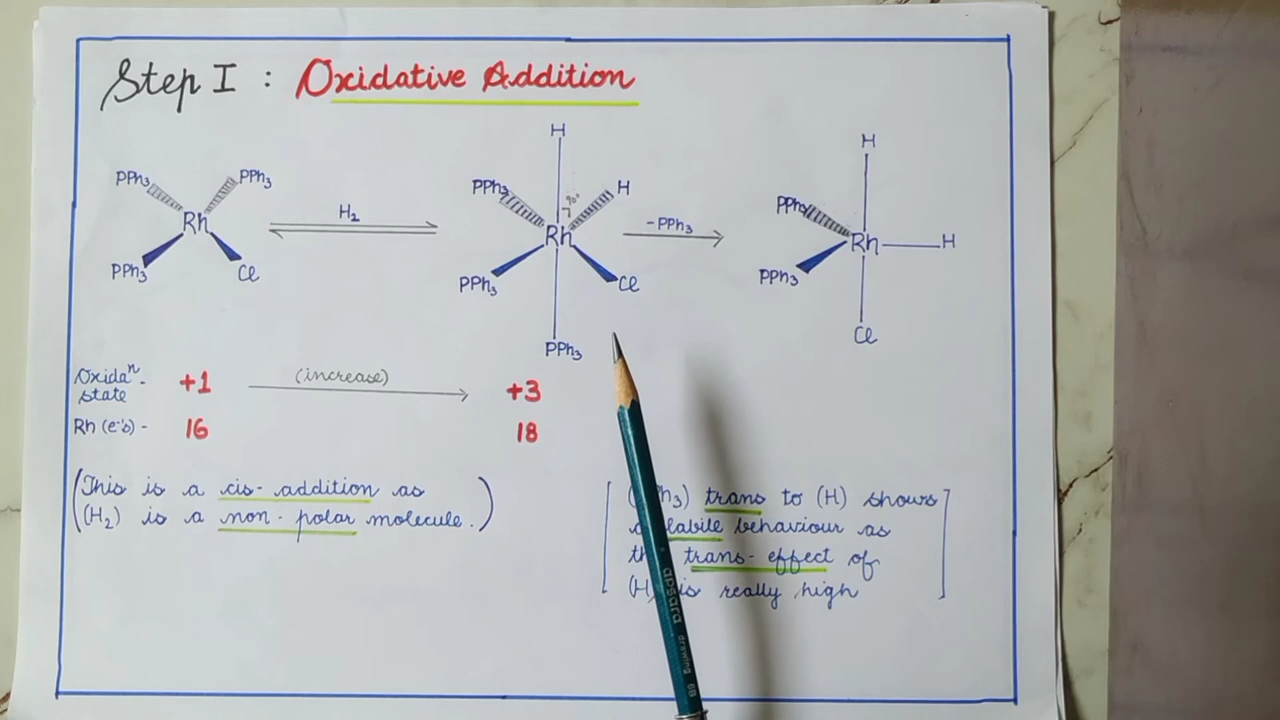 Step I : Oxidative Addition
PPh₃ PPh₃ Rh PPh₃ Cl
H₂
H PPh₃ H 90° Rh PPh₃ Cl PPh₃
-PPh₃
H PPh₃ Rh H PPh₃ Cl
Oxidaⁿ- state +1 (increase) +3
Rh (e⁻s) - 16 18
(This is a cis-addition as
(H₂) is a non-polar molecule.)
trans to (H) shows
labile behaviour as
trans-effect of
is really high